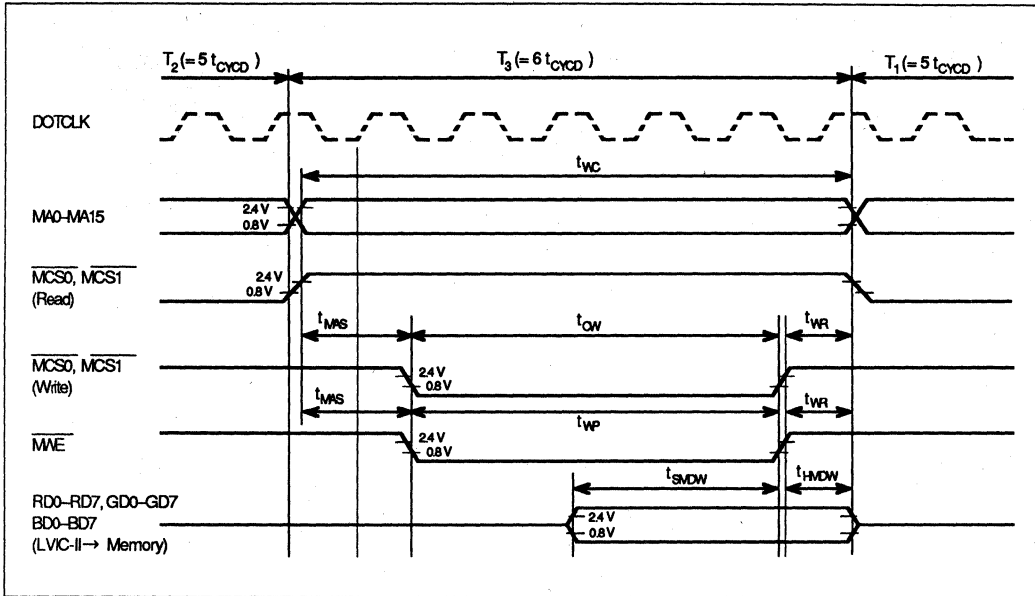 T2 (= 5 tCYCD) T3 (= 6 tCYCD) T1 (= 5 tCYCD)
DOTCLK
tWC
MA0–MA15
2.4 V
0.8 V
MCS0, MCS1
(Read)
2.4 V
0.8 V
tMAS tCW tWR
MCS0, MCS1
(Write)
2.4 V
0.8 V
tMAS tWP tWR
MWE
2.4 V
0.8 V
tSMDW tHMDW
RD0–RD7, GD0–GD7
BD0–BD7
(LVIC-II→ Memory)
2.4 V
0.8 V